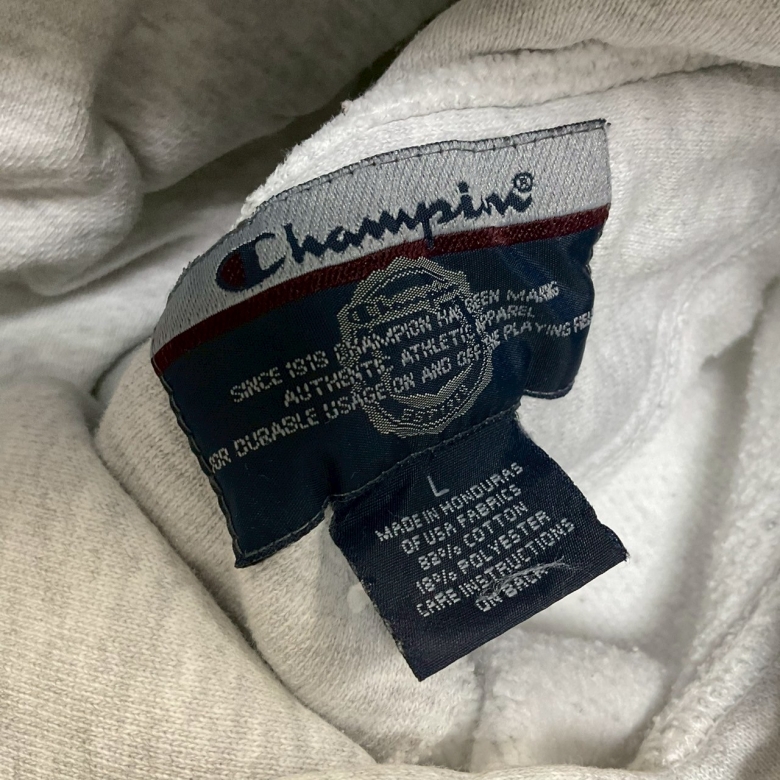 Champion®
SINCE 1919 CHAMPION HAS BEEN MAKING
AUTHENTIC ATHLETIC APPAREL
FOR DURABLE USAGE ON AND OFF THE PLAYING FIELD
L
MADE IN HONDURAS
OF USA FABRICS
82% COTTON
18% POLYESTER
CARE INSTRUCTIONS
ON BACK